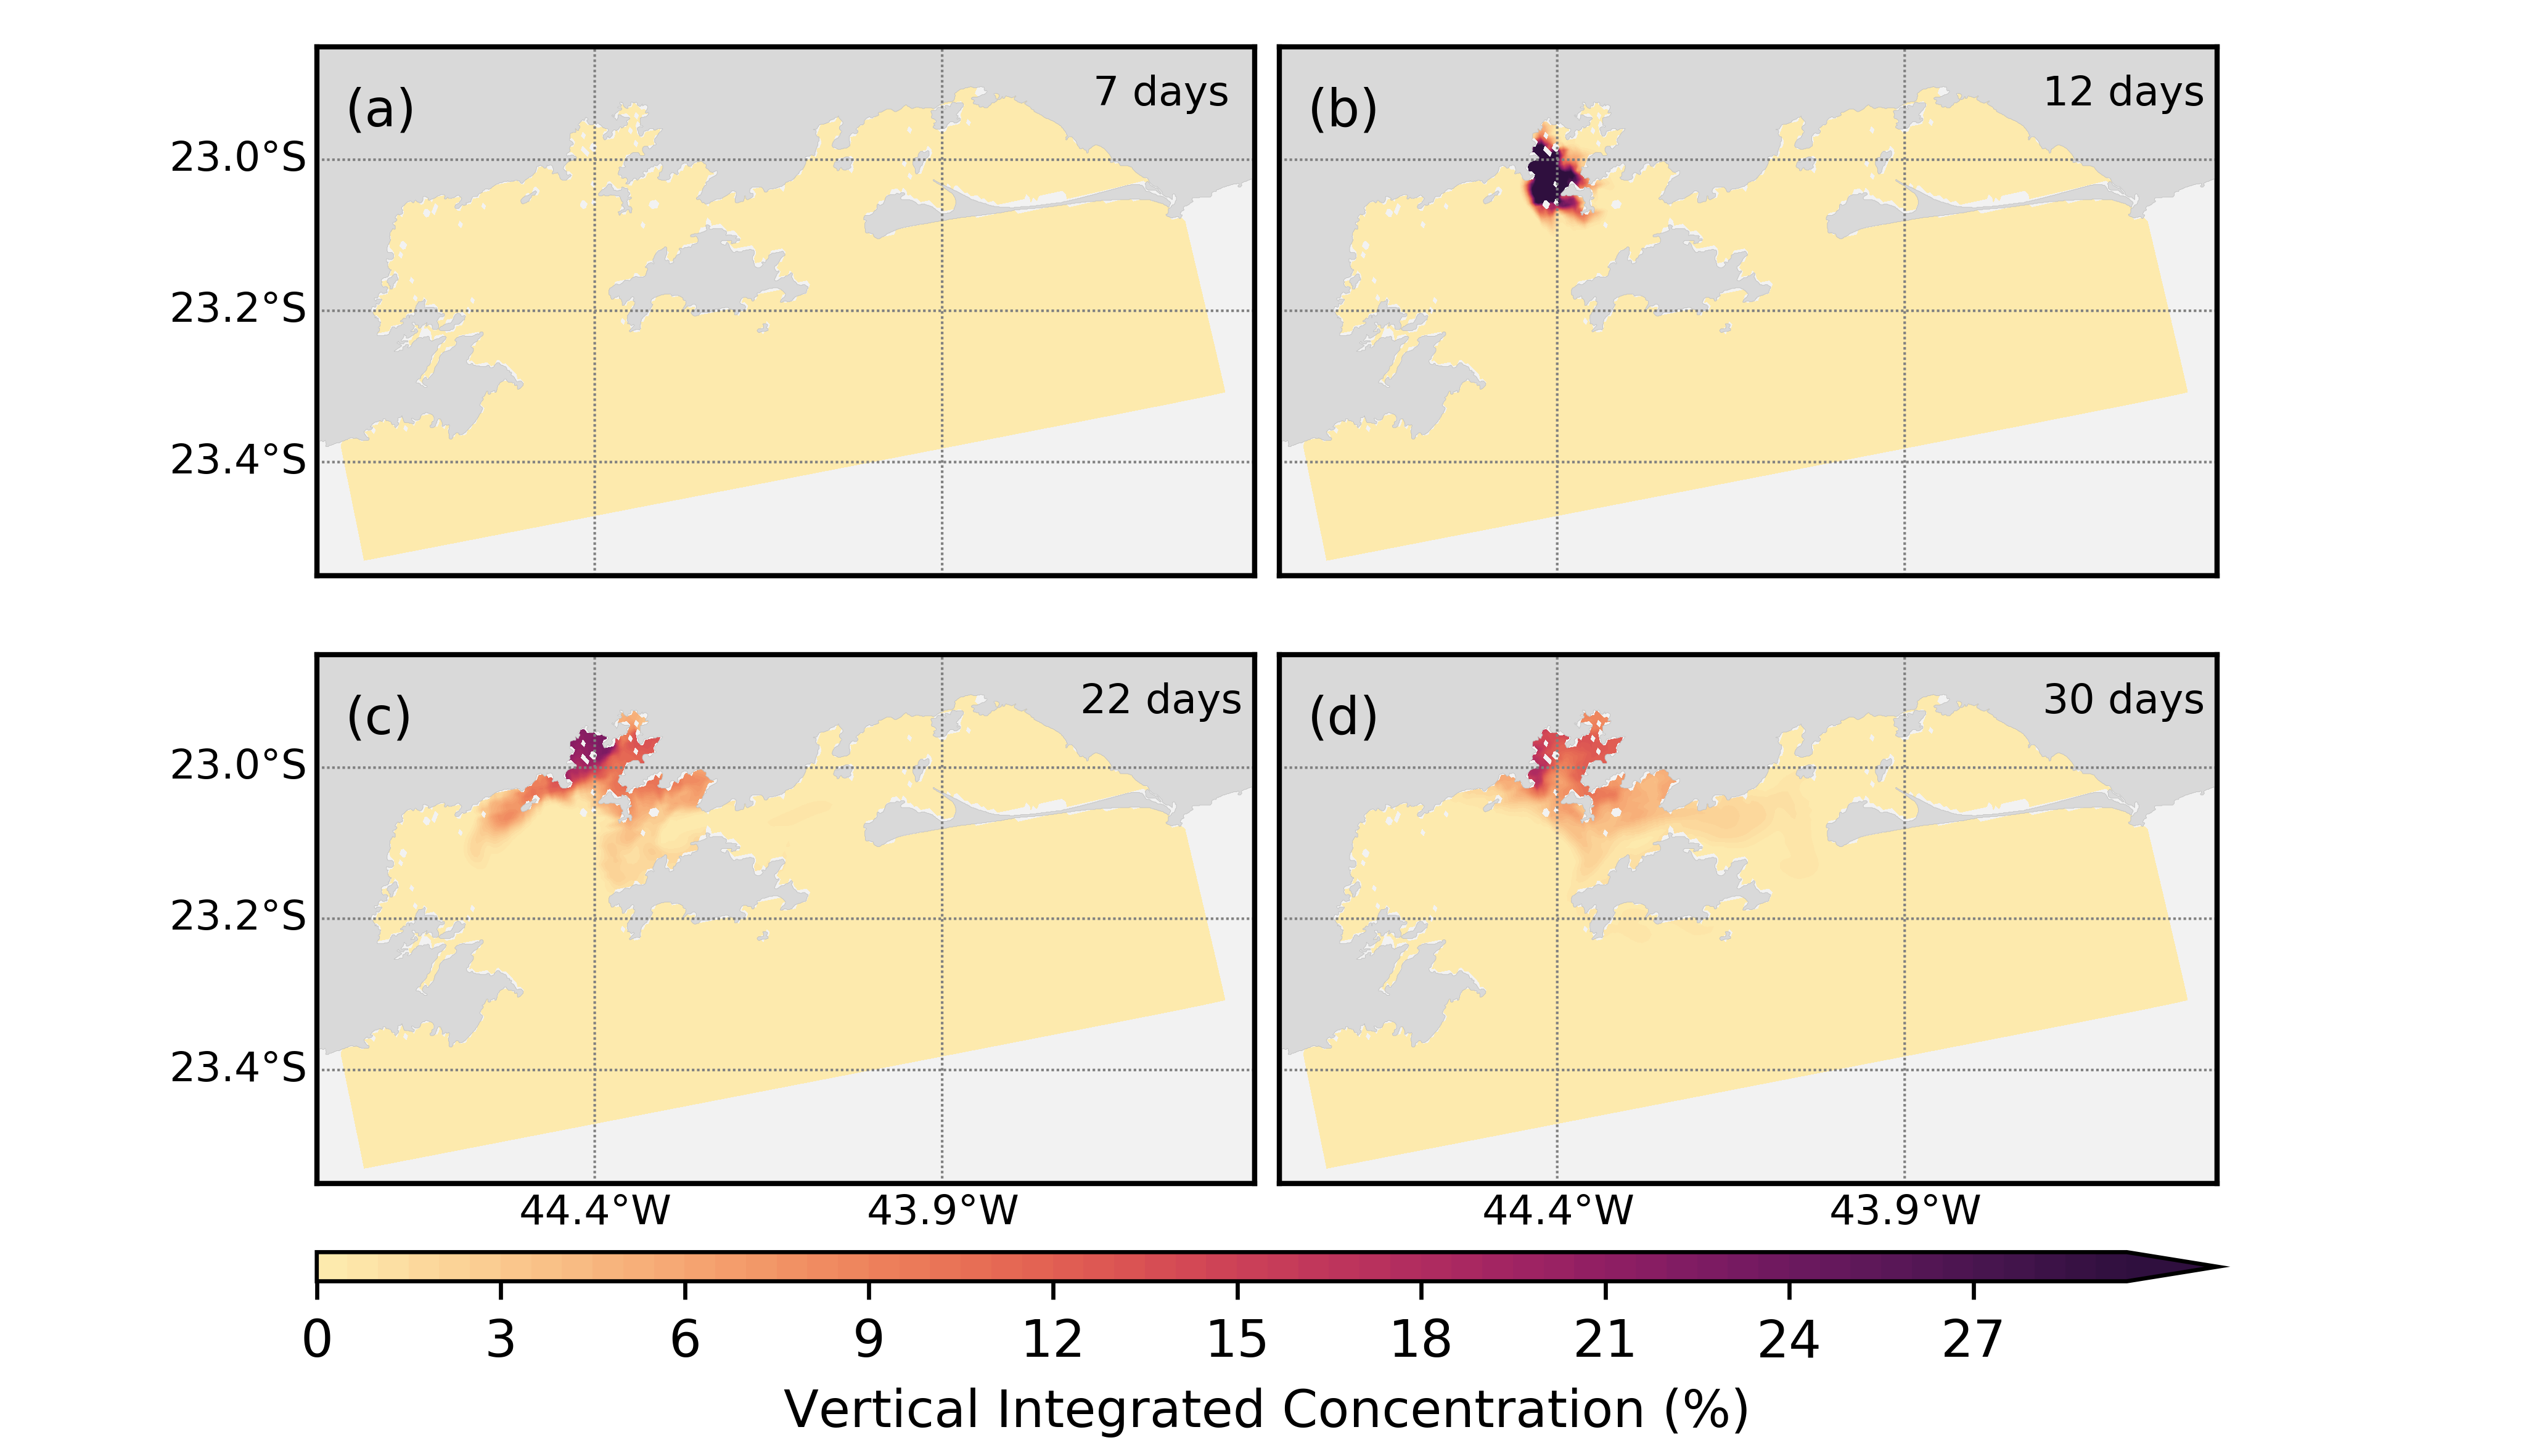 (a)
7 days
(b)
12 days
23.0°S
23.2°S
23.4°S
(c)
22 days
(d)
30 days
23.0°S
23.2°S
23.4°S
44.4°W 43.9°W 44.4°W 43.9°W
0 3 6 9 12 15 18 21 24 27
Vertical Integrated Concentration (%)